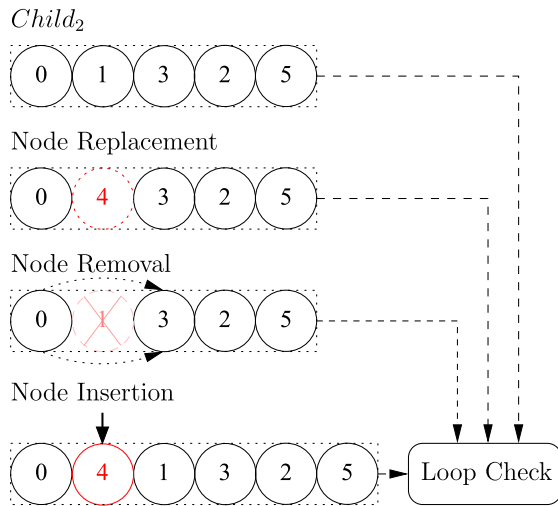 Child₂
0 1 3 2 5
Node Replacement
0 4 3 2 5
Node Removal
0 1 3 2 5
Node Insertion
0 4 1 3 2 5
Loop Check